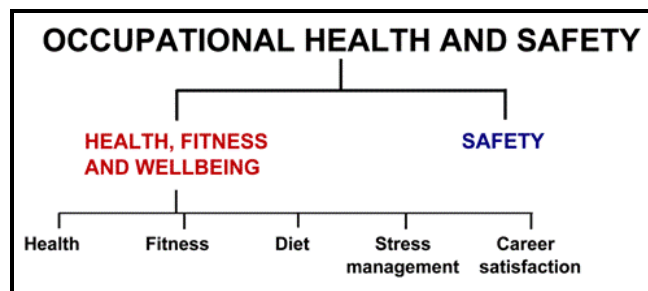 OCCUPATIONAL HEALTH AND SAFETY
HEALTH, FITNESS
AND WELLBEING
SAFETY
Health
Fitness
Diet
Stress
management
Career
satisfaction